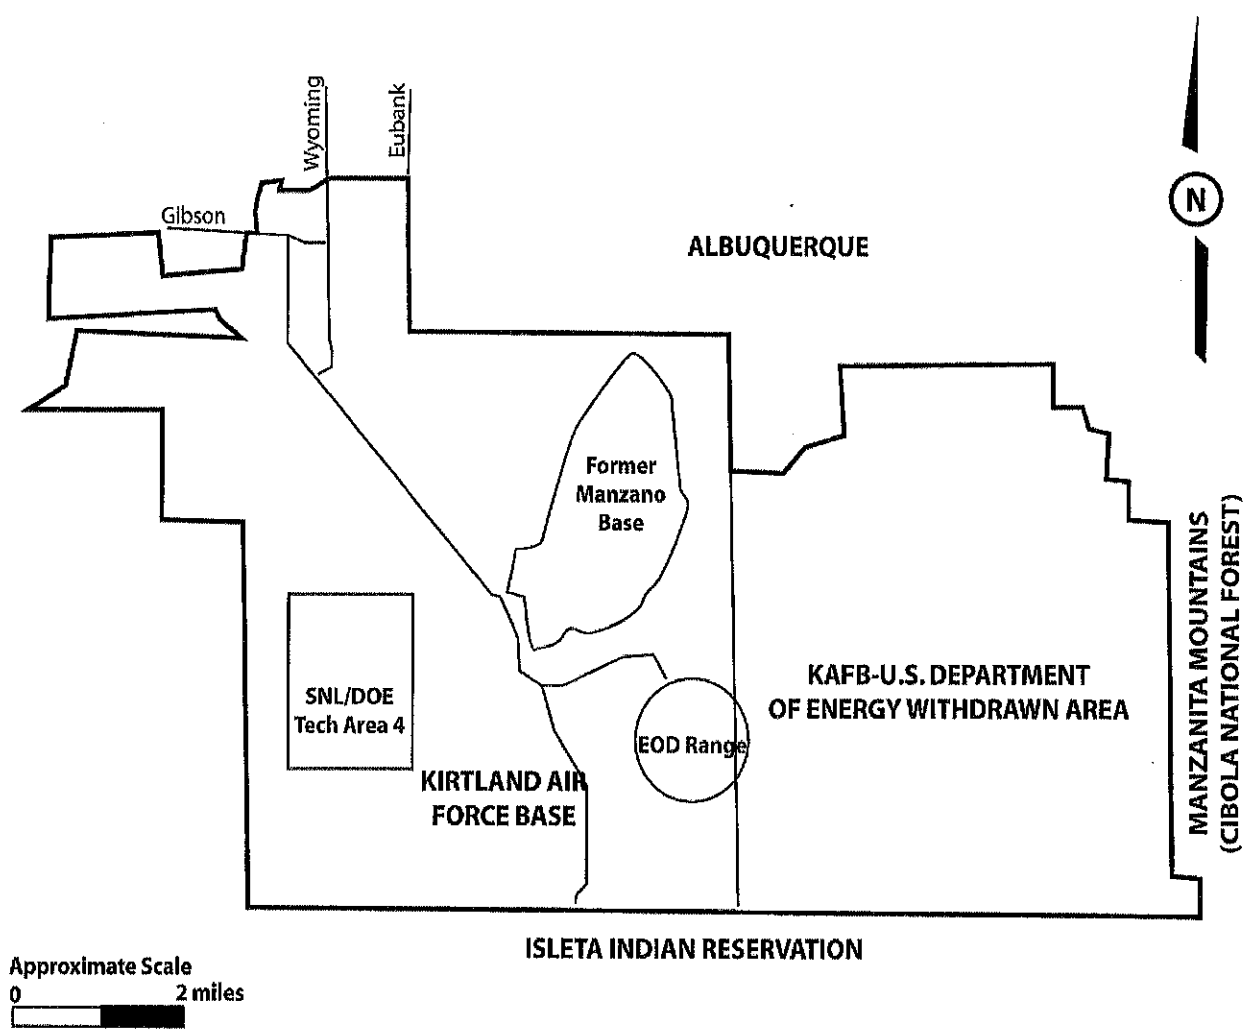 Wyoming
Eubank
Gibson
N
ALBUQUERQUE
Former
Manzano
Base
MANZANITA MOUNTAINS
(CIBOLA NATIONAL FOREST)
KAFB-U.S. DEPARTMENT
OF ENERGY WITHDRAWN AREA
SNL/DOE
Tech Area 4
EOD Range
KIRTLAND AIR
FORCE BASE
ISLETA INDIAN RESERVATION
Approximate Scale
0 2 miles